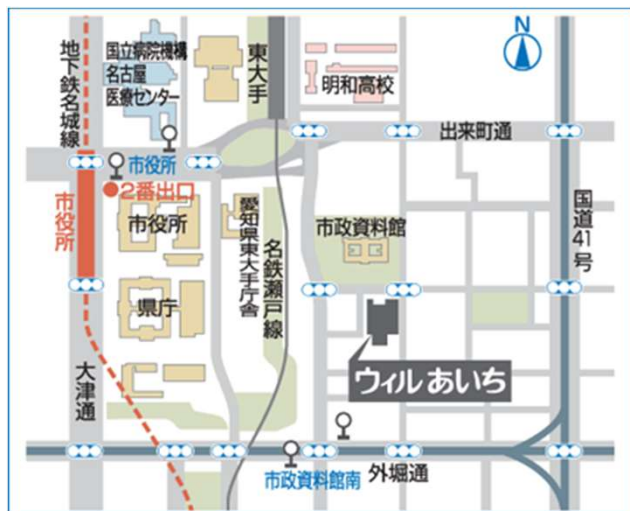 N
地下鉄名城線
国立病院機構
名古屋
医療センター
東大手
明和高校
出来町通
市役所
2番出口
市役所
市役所
愛知県東大手庁舎
名鉄瀬戸線
市政資料館
国道41号
県庁
大津通
ウィルあいち
市政資料館南
外堀通